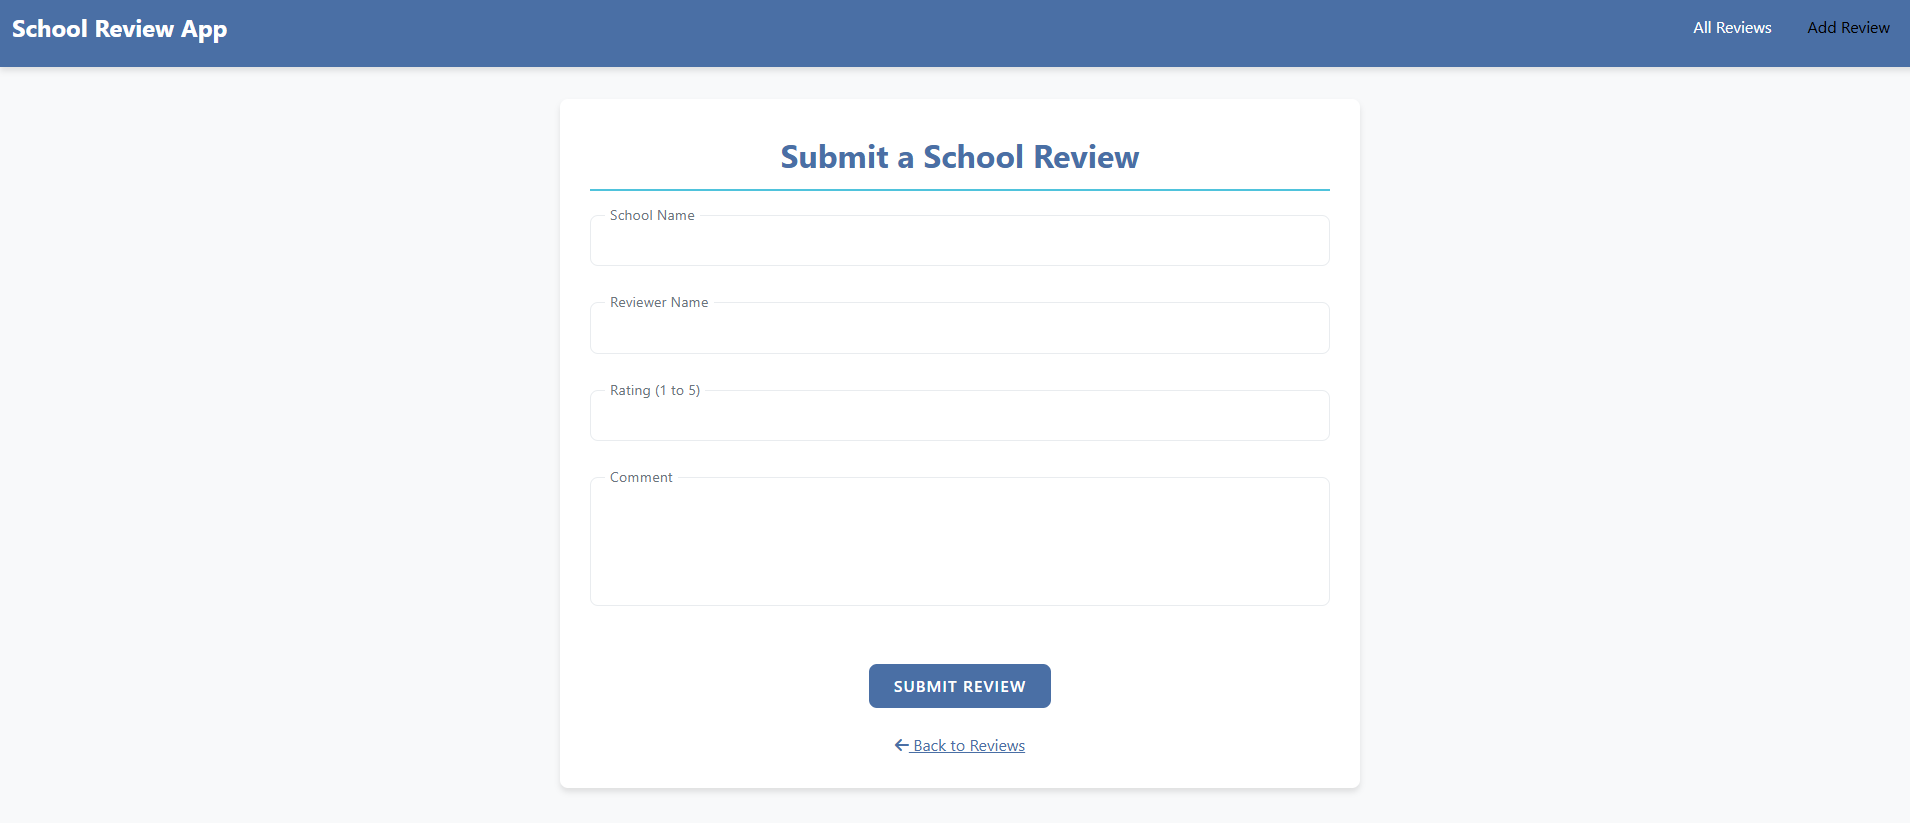 School Review App
All Reviews
Add Review
Submit a School Review
School Name
Reviewer Name
Rating (1 to 5)
Comment
SUBMIT REVIEW
Back to Reviews